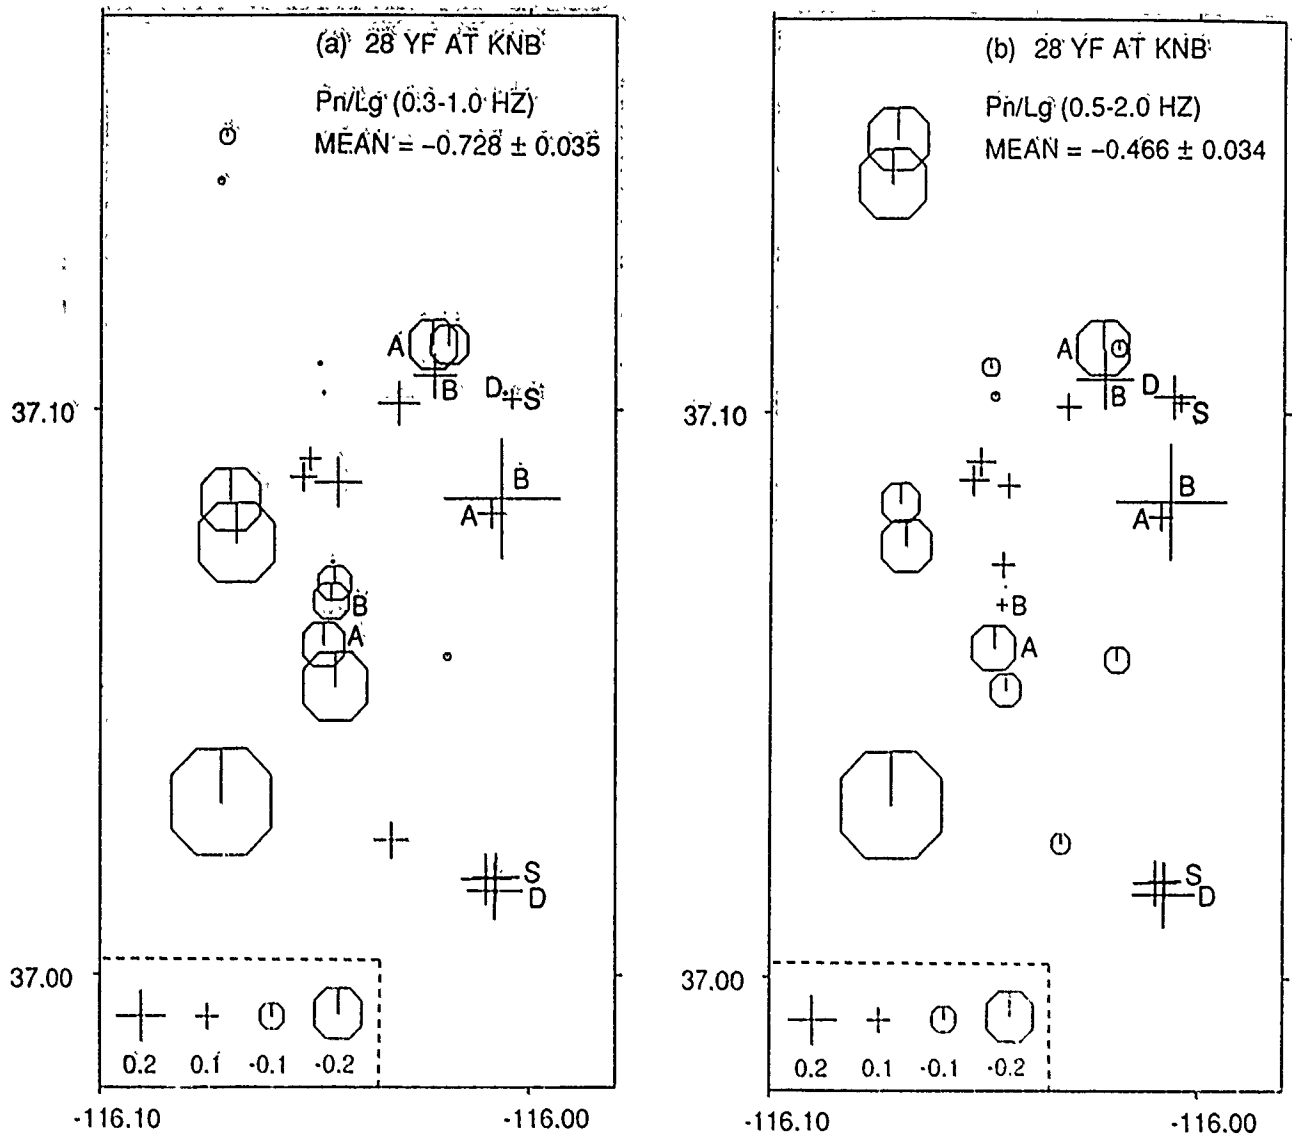 (a) 28 YF AT KNB
Pn/Lg (0.3-1.0 HZ)
MEAN = −0.728 ± 0.035
A
B
D
S
37.10
B
A
B
A
S
D
37.00
0.2 0.1 -0.1 -0.2
-116.10 -116.00
(b) 28 YF AT KNB
Pn/Lg (0.5-2.0 HZ)
MEAN = −0.466 ± 0.034
A
D
B
S
37.10
B
A
B
A
S
D
37.00
0.2 0.1 -0.1 -0.2
-116.10 -116.00